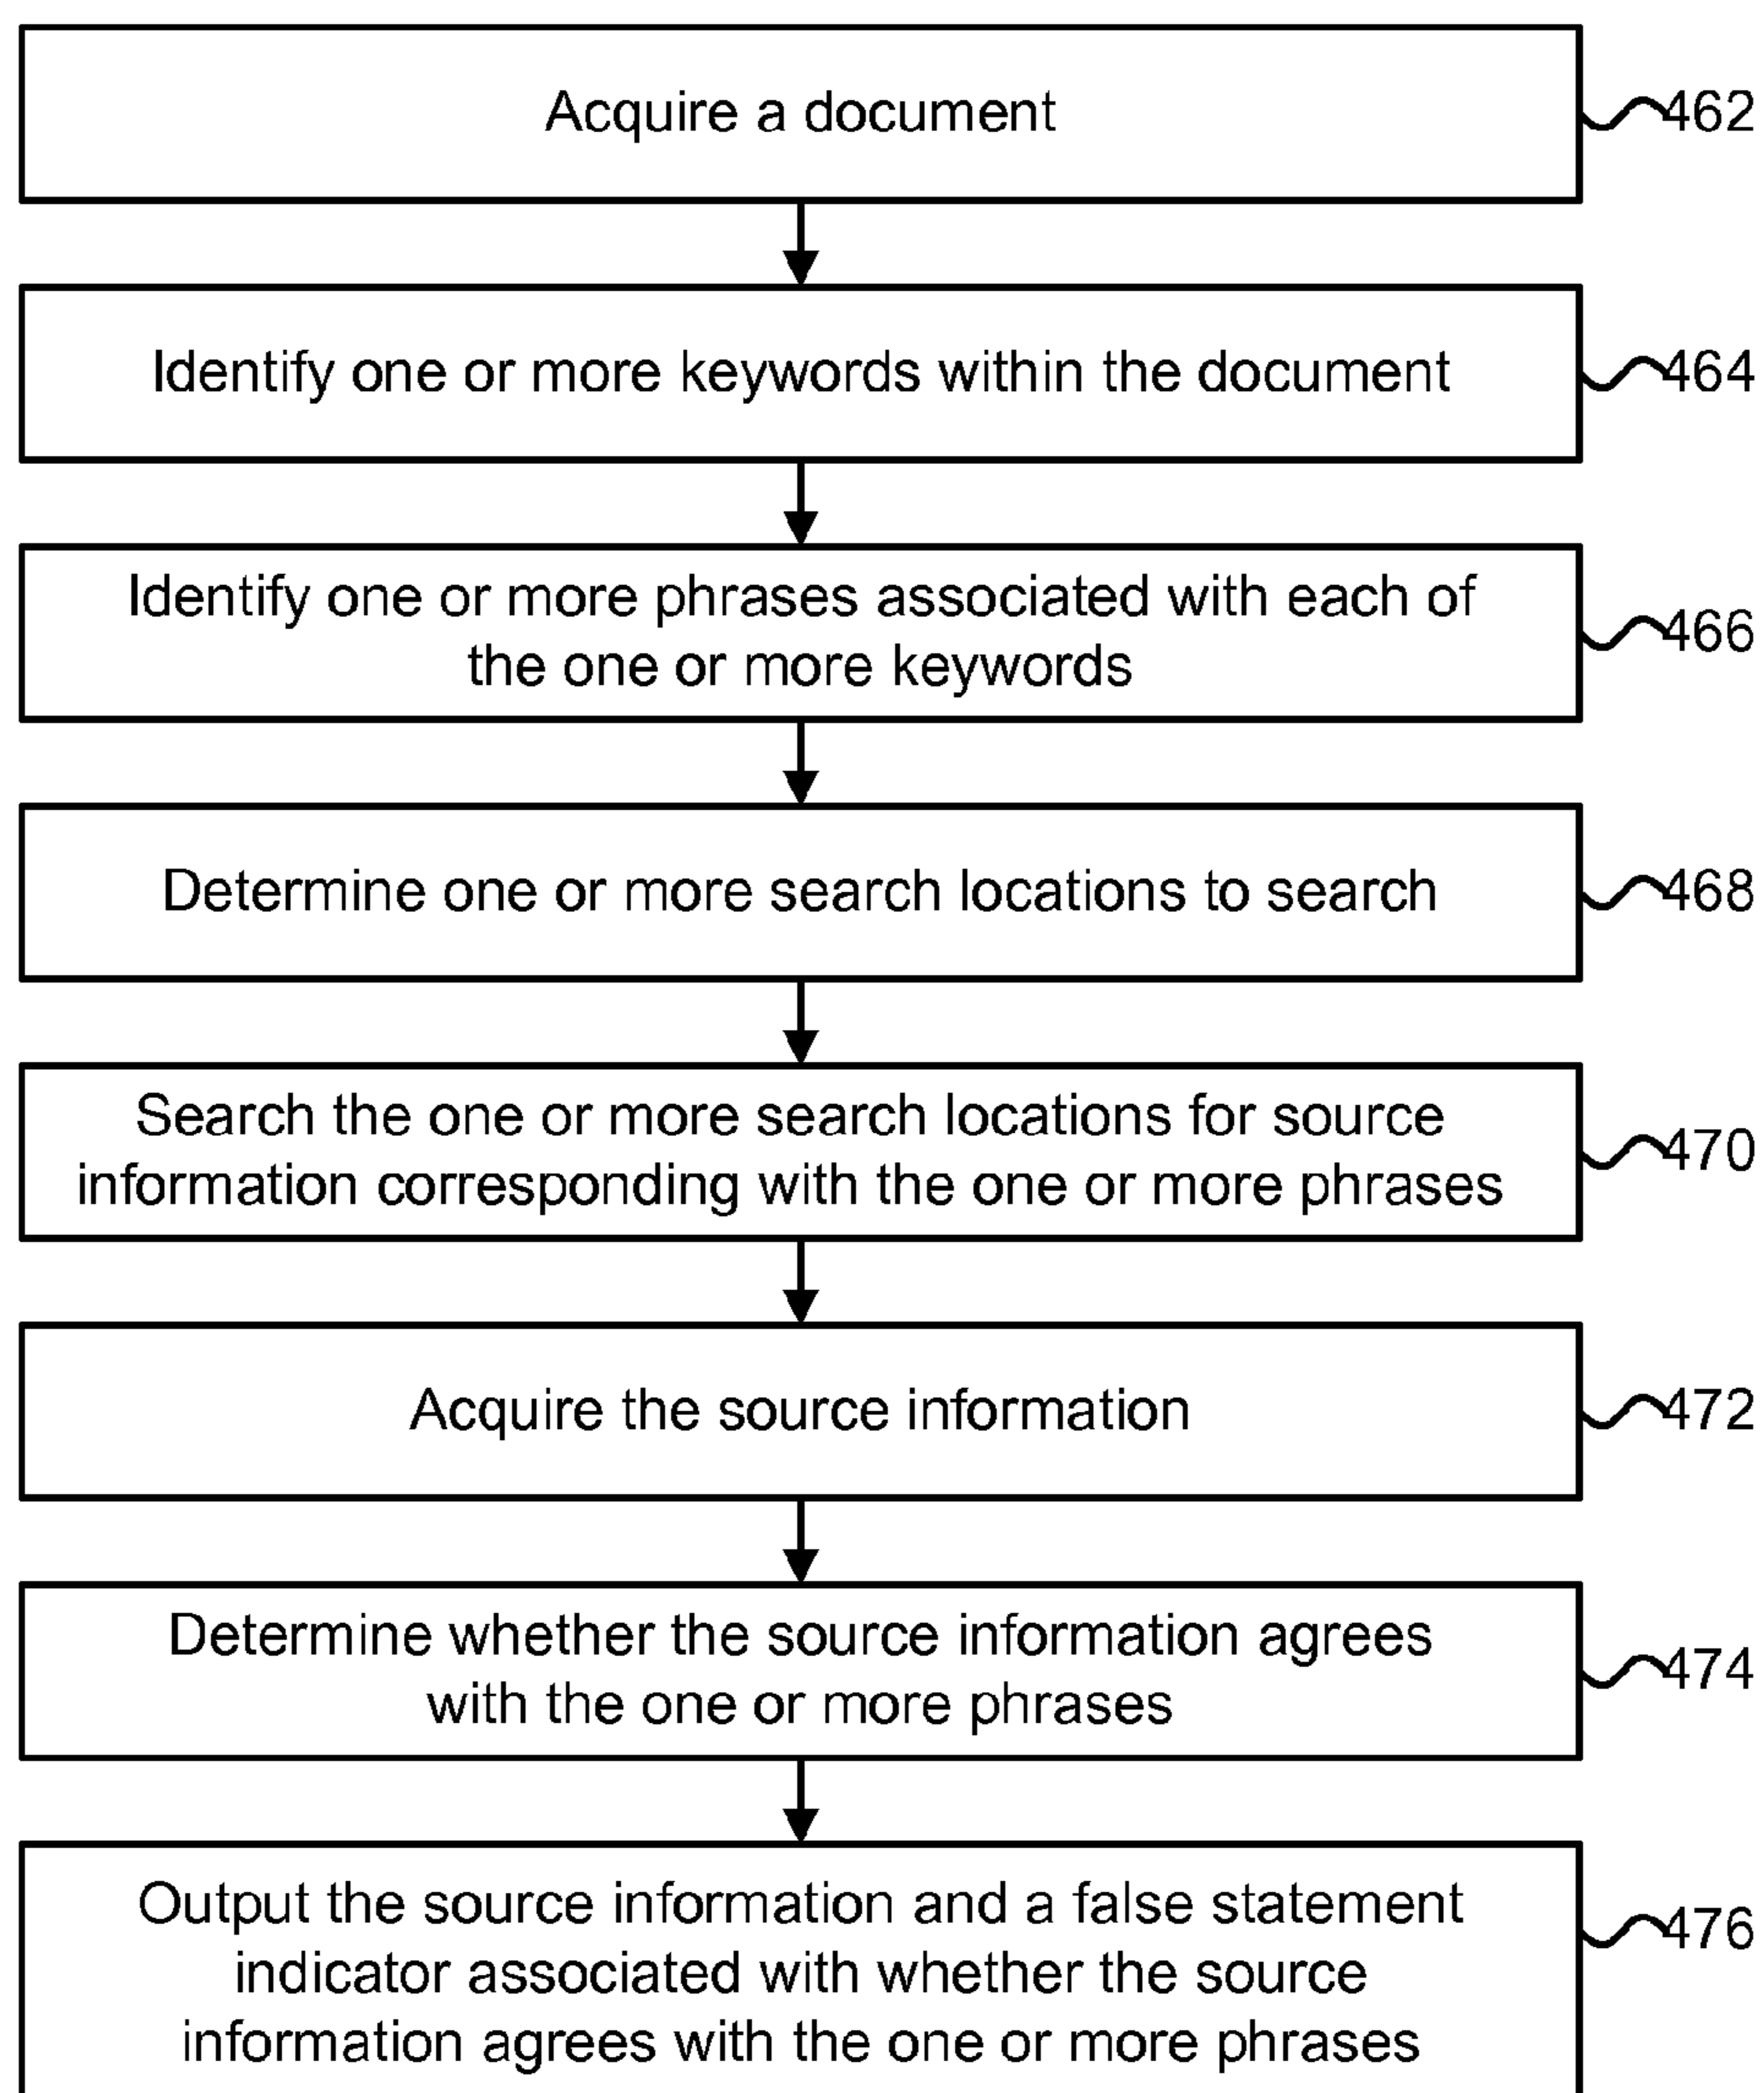 Acquire a document
462
Identify one or more keywords within the document
464
Identify one or more phrases associated with each of
the one or more keywords
466
Determine one or more search locations to search
468
Search the one or more search locations for source
information corresponding with the one or more phrases
470
Acquire the source information
472
Determine whether the source information agrees
with the one or more phrases
474
Output the source information and a false statement
indicator associated with whether the source
information agrees with the one or more phrases
476